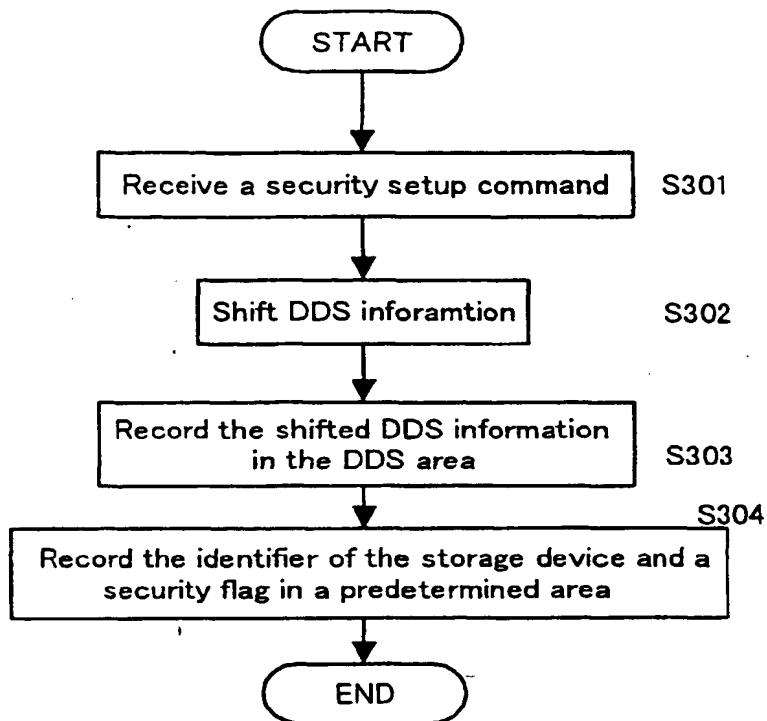 START
Receive a security setup command
S301
Shift DDS inforamtion
S302
Record the shifted DDS information
in the DDS area
S303
S304
Record the identifier of the storage device and a
security flag in a predetermined area
END